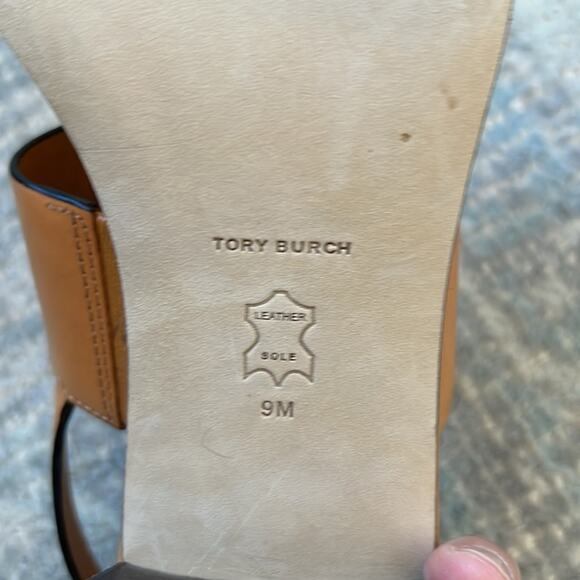 TORY BURCH
LEATHER
SOLE
9M